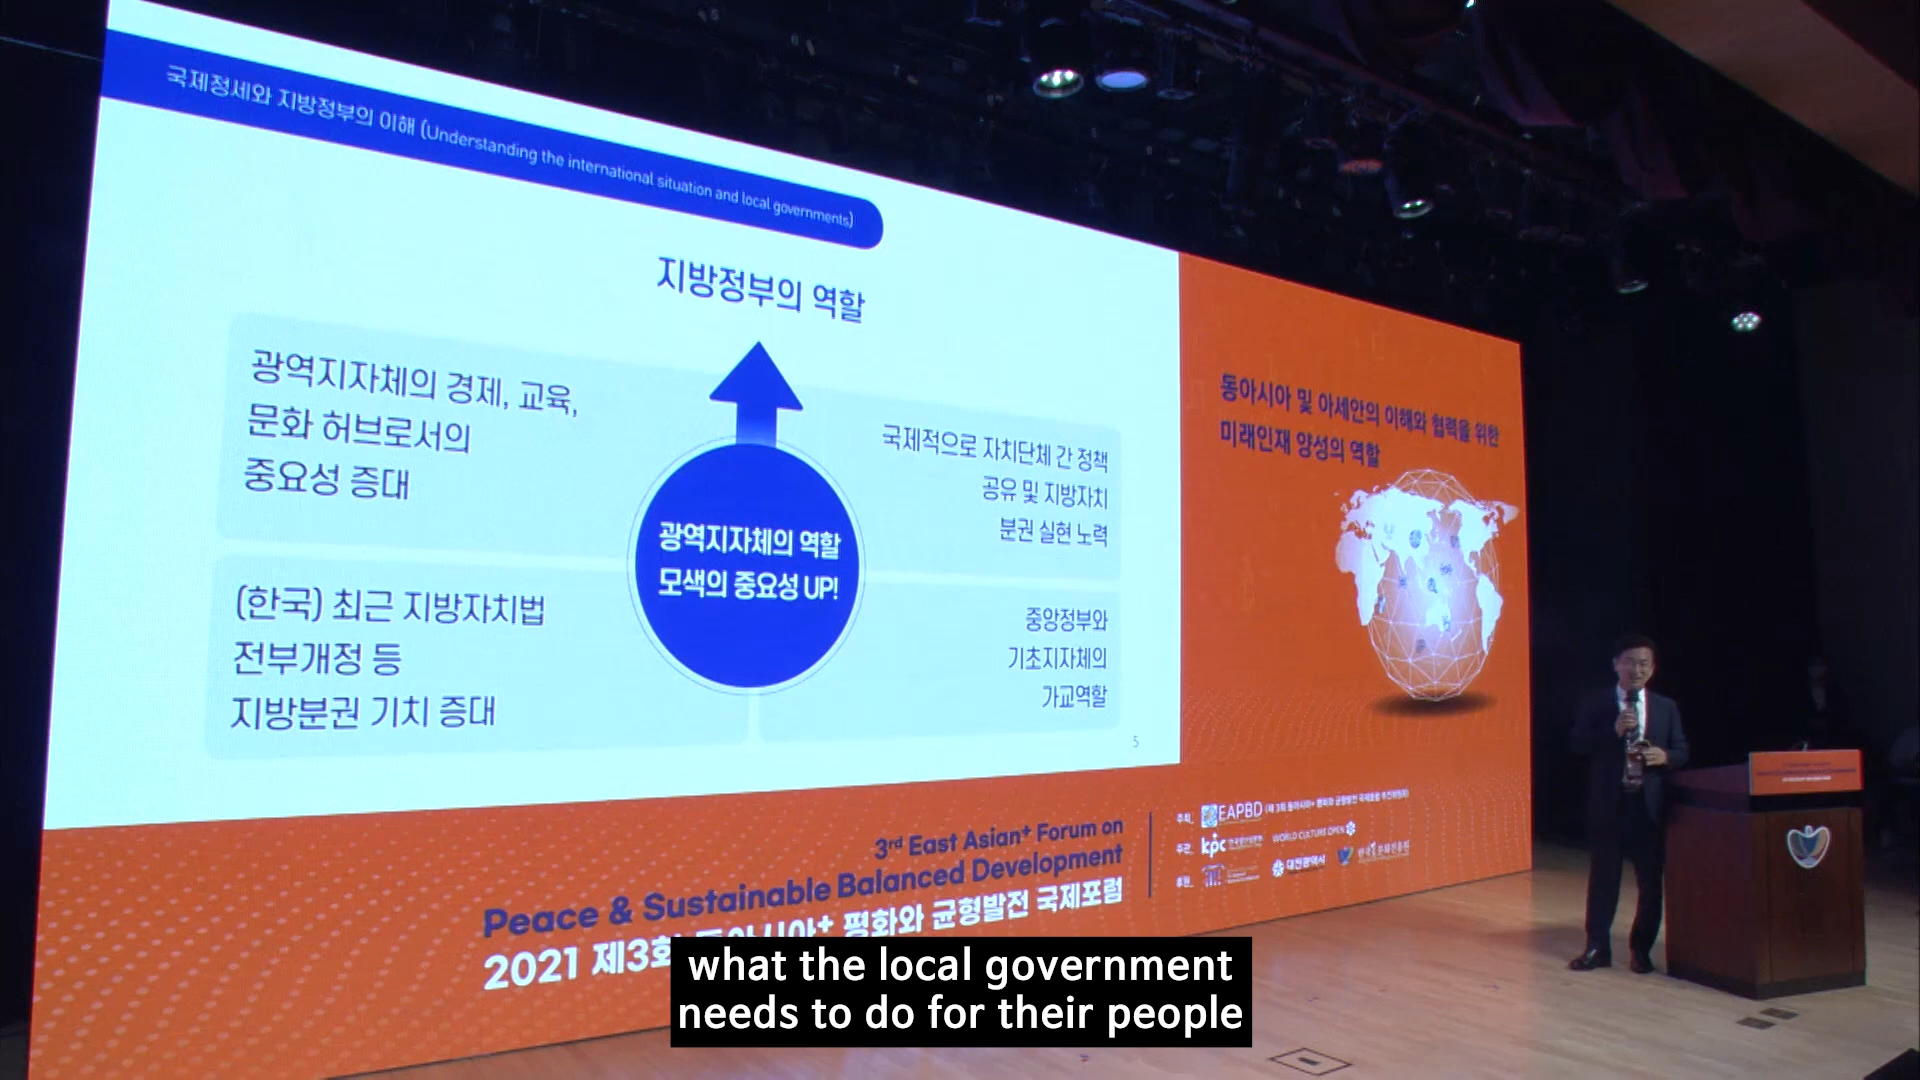 국제정세와 지방정부의 이해 (Understanding the international situation and local governments)
지방정부의 역할
광역지자체의 경제, 교육,
문화 허브로서의
중요성 증대
국제적으로 자치단체 간 정책
공유 및 지방자치
분권 실현 노력
광역지자체의 역할
모색의 중요성 UP!
(한국) 최근 지방자치법
전부개정 등
지방분권 기치 증대
중앙정부와
기초지자체의
가교역할
5
동아시아 및 아세안의 이해와 협력을 위한
미래인재 양성의 역할
3rd East Asian+ Forum on
Peace & Sustainable Balanced Development
2021 제3회 동아시아+ 평화와 균형발전 국제포럼
주최_ EAPBD (제 3회 동아시아+ 평화와 균형발전 국제포럼 추진위원회)
주관_ kpc 한국생산성본부 WORLD CULTURE OPEN
후원_ 대전광역시
what the local government
needs to do for their people